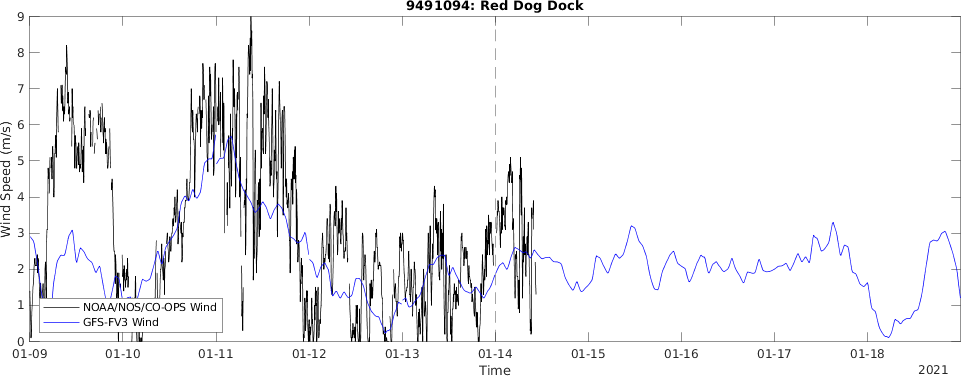 9491094: Red Dog Dock
9
8
7
6
5
4
3
2
1
0
Wind Speed (m/s)
NOAA/NOS/CO-OPS Wind
GFS-FV3 Wind
01-09 01-10 01-11 01-12 01-13 01-14 01-15 01-16 01-17 01-18
Time
2021